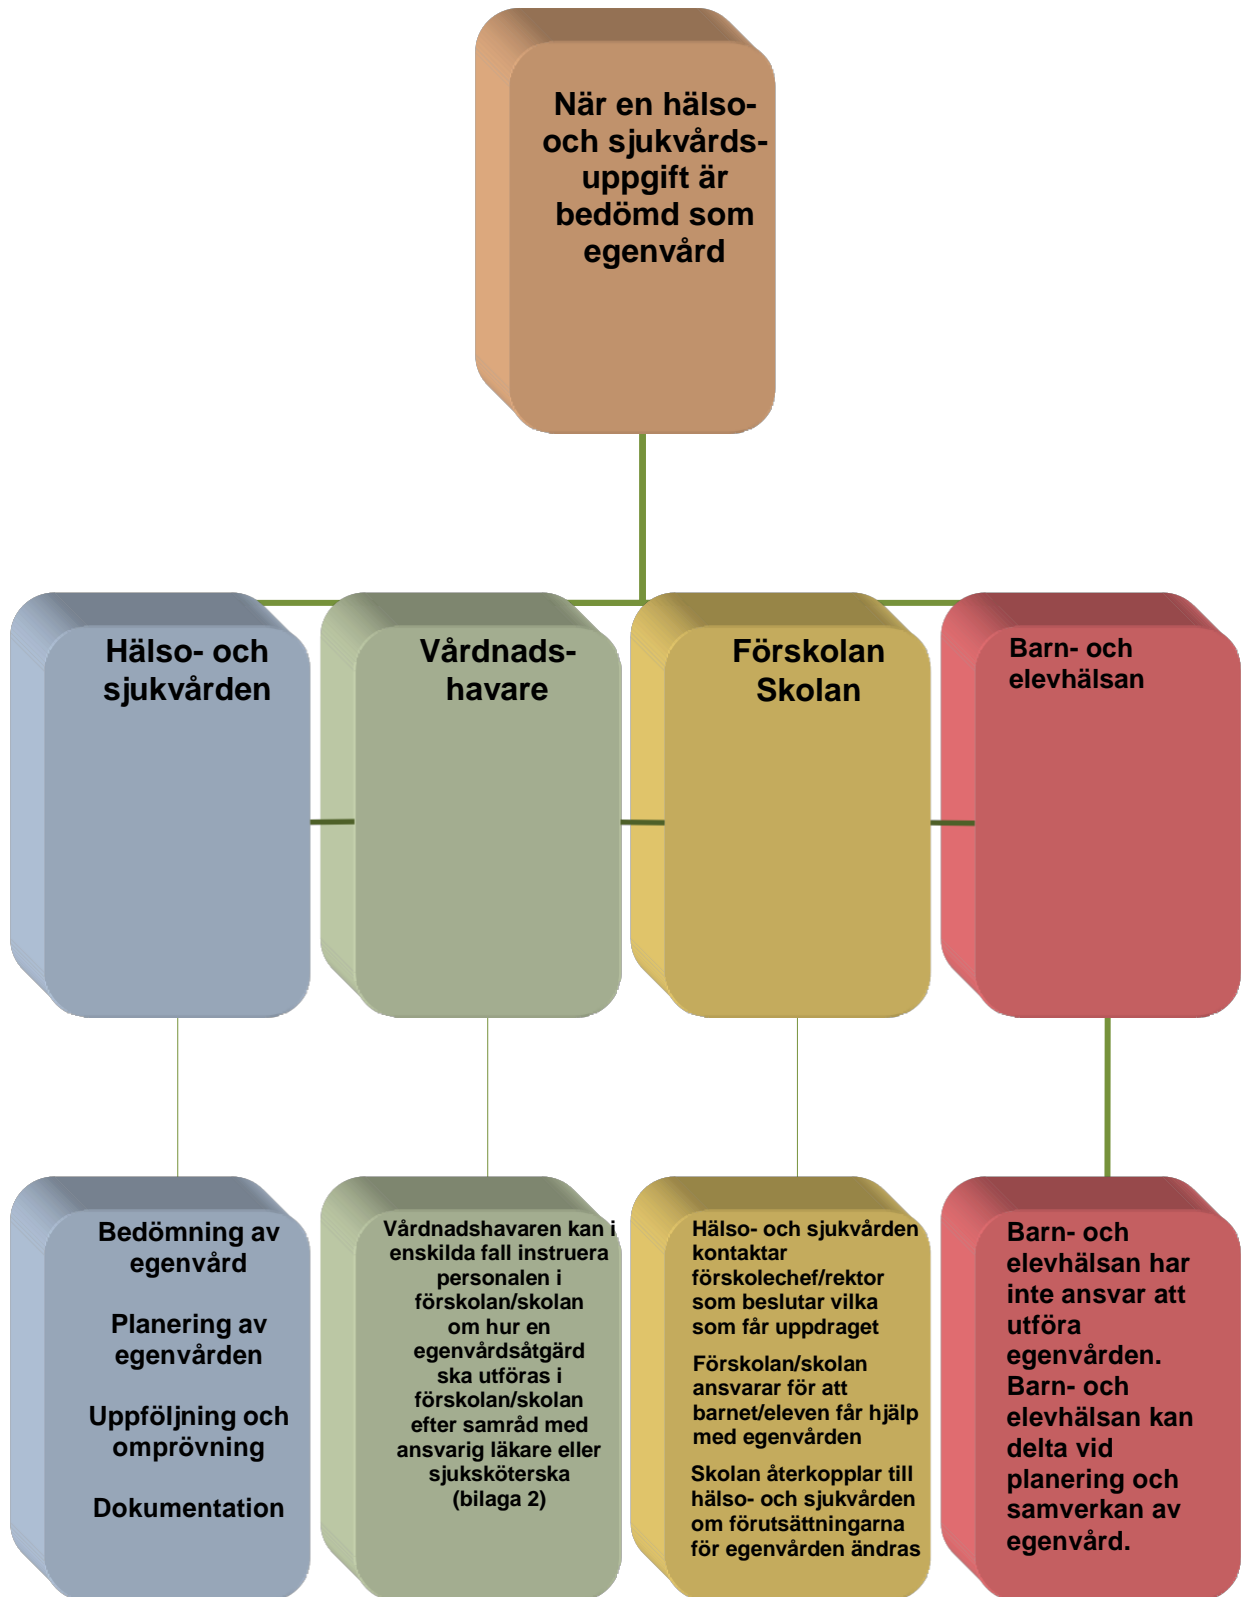 När en hälso-
och sjukvårds-
uppgift är
bedömd som
egenvård
Hälso- och
sjukvården
Vårdnads-
havare
Förskolan
Skolan
Barn- och
elevhälsan
Bedömning av
egenvård
Planering av
egenvården
Uppföljning och
omprövning
Dokumentation
Vårdnadshavaren kan i
enskilda fall instruera
personalen i
förskolan/skolan
om hur en
egenvårdsåtgärd
ska utföras i
förskolan/skolan
efter samråd med
ansvarig läkare eller
sjuksköterska
(bilaga 2)
Hälso- och sjukvården
kontaktar
förskolechef/rektor
som beslutar vilka
som får uppdraget
Förskolan/skolan
ansvarar för att
barnet/eleven får hjälp
med egenvården
Skolan återkopplar till
hälso- och sjukvården
om förutsättningarna
för egenvården ändras
Barn- och
elevhälsan har
inte ansvar att
utföra
egenvården.
Barn- och
elevhälsan kan
delta vid
planering och
samverkan av
egenvård.